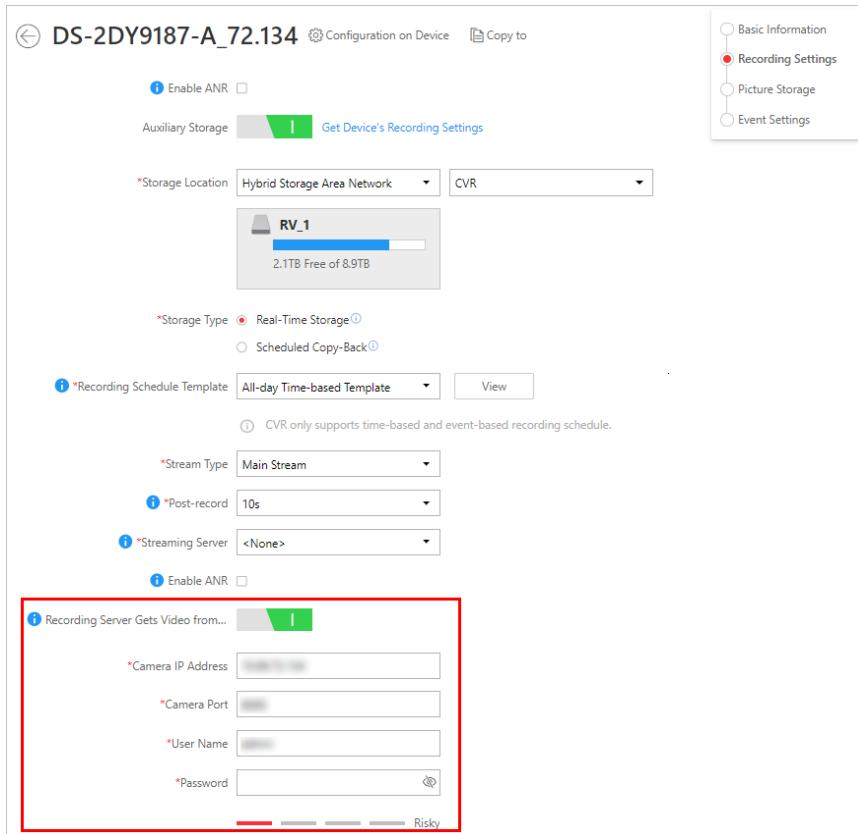 DS-2DY9187-A_72.134 Configuration on Device Copy to
Basic Information
Recording Settings
Picture Storage
Event Settings
Enable ANR
Auxiliary Storage Get Device's Recording Settings
*Storage Location Hybrid Storage Area Network CVR
RV_1
2.1TB Free of 8.9TB
*Storage Type Real-Time Storage
Scheduled Copy-Back
*Recording Schedule Template All-day Time-based Template View
CVR only supports time-based and event-based recording schedule.
*Stream Type Main Stream
*Post-record 10s
*Streaming Server <None>
Enable ANR
Recording Server Gets Video from...
*Camera IP Address
*Camera Port
*User Name
*Password
Risky